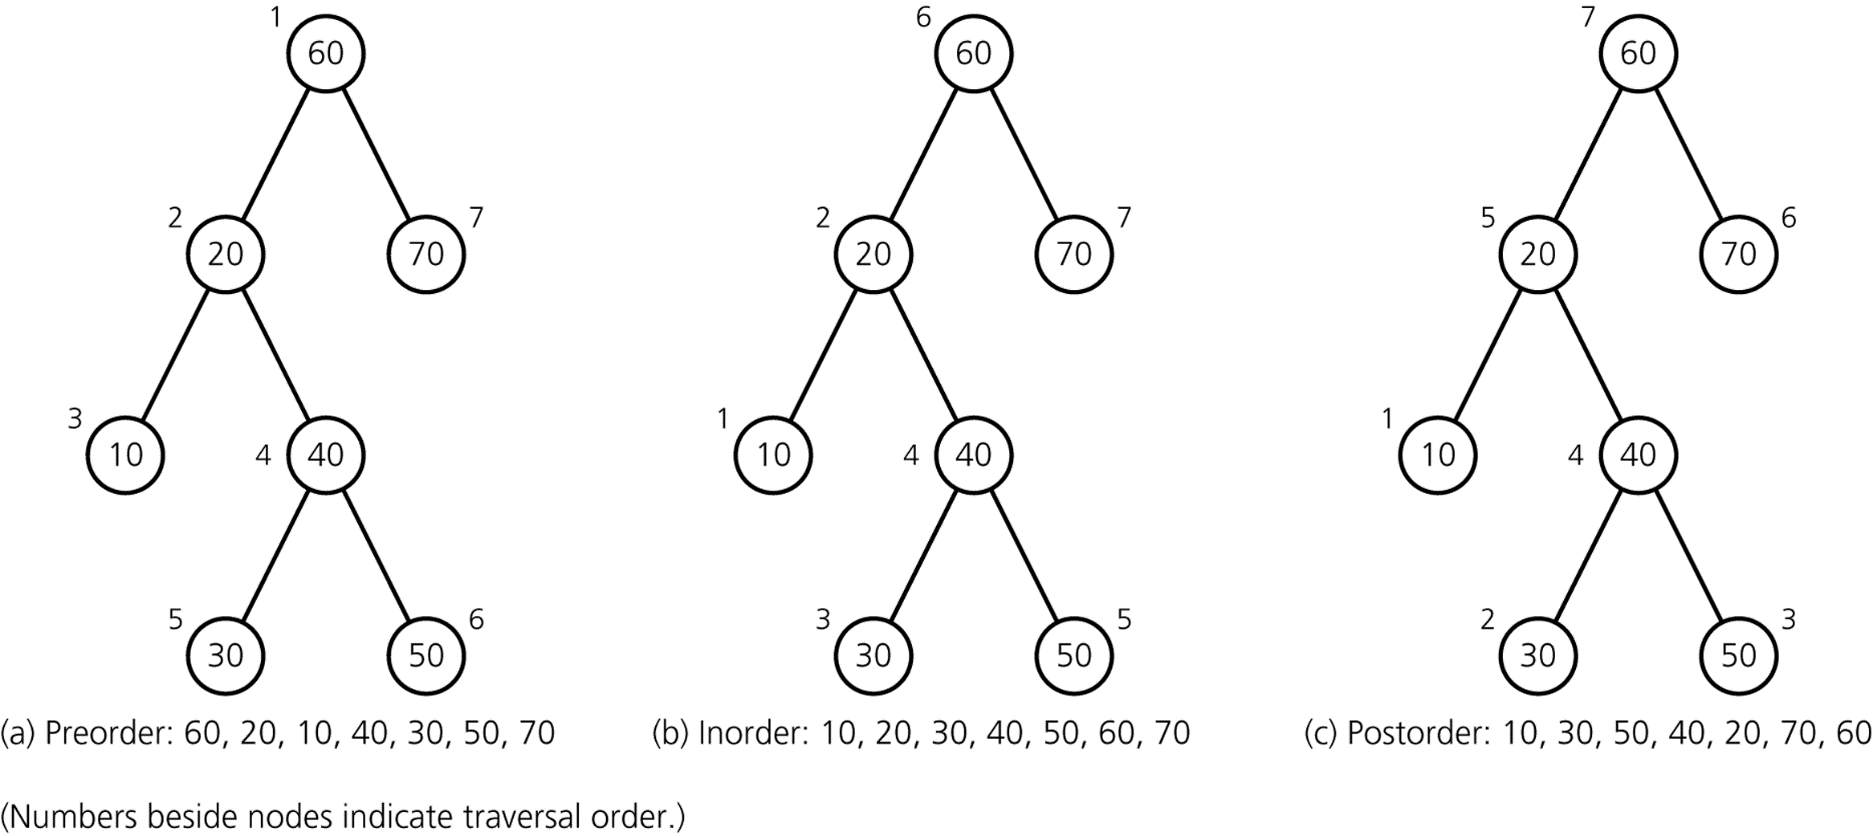 1 6 7
60 60 60
2 7 2 7 5 6
20 70 20 70 20 70
3 1 1
10 4 40 10 4 40 10 4 40
5 6 3 5 2 3
30 50 30 50 30 50
(a) Preorder: 60, 20, 10, 40, 30, 50, 70 (b) Inorder: 10, 20, 30, 40, 50, 60, 70 (c) Postorder: 10, 30, 50, 40, 20, 70, 60
(Numbers beside nodes indicate traversal order.)